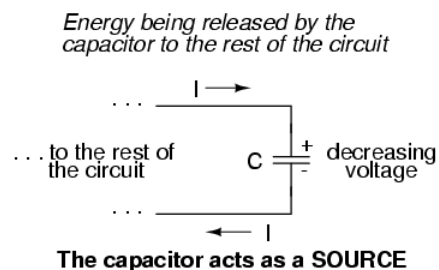 Energy being released by the
capacitor to the rest of the circuit
I
. . .
. . . to the rest of
the circuit
C
+
-
decreasing
voltage
. . .
I
The capacitor acts as a SOURCE